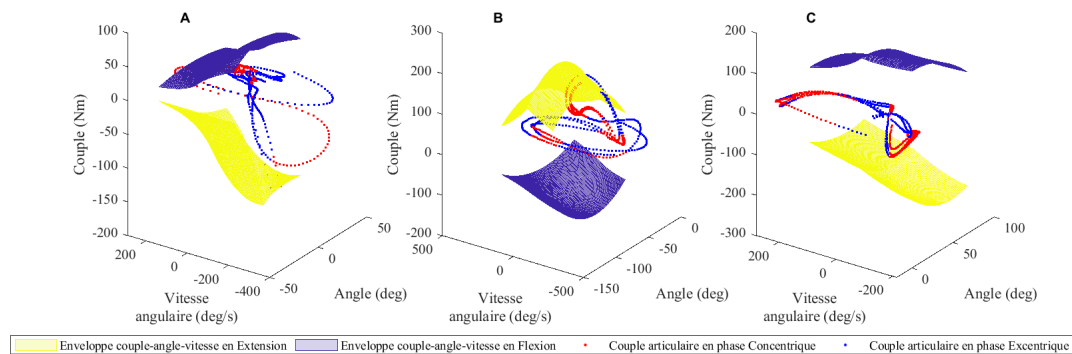 A
B
C
100
50
0
-50
-100
-150
-200
Couple (Nm)
200
0
-200
-400
Vitesse
angulaire (deg/s)
-50
0
50
Angle (deg)
300
200
100
0
-100
-200
-300
Couple (Nm)
500
0
-500
Vitesse
angulaire (deg/s)
-150
-100
-50
0
Angle (deg)
200
100
0
-100
-200
-300
Couple (Nm)
200
0
-200
Vitesse
angulaire (deg/s)
0
50
100
Angle (deg)
Enveloppe couple-angle-vitesse en Extension
Enveloppe couple-angle-vitesse en Flexion
Couple articulaire en phase Concentrique
Couple articulaire en phase Excentrique